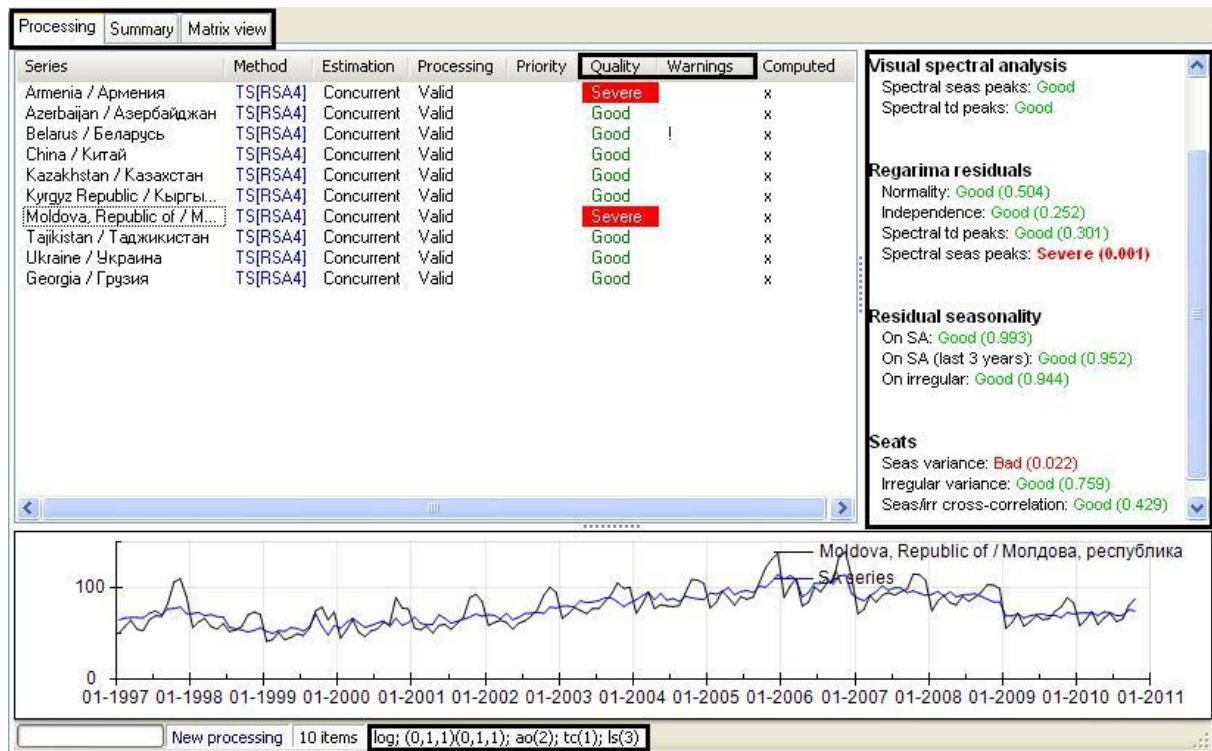 Processing Summary Matrix view
Series Method Estimation Processing Priority Quality Warnings Computed
Armenia / Армения TS[RSA4] Concurrent Valid Severe x
Azerbaijan / Азербайджан TS[RSA4] Concurrent Valid Good x
Belarus / Беларусь TS[RSA4] Concurrent Valid Good ! x
China / Китай TS[RSA4] Concurrent Valid Good x
Kazakhstan / Казахстан TS[RSA4] Concurrent Valid Good x
Kyrgyz Republic / Кыргы... TS[RSA4] Concurrent Valid Good x
Moldova, Republic of / М... TS[RSA4] Concurrent Valid Severe x
Tajikistan / Таджикистан TS[RSA4] Concurrent Valid Good x
Ukraine / Украина TS[RSA4] Concurrent Valid Good x
Georgia / Грузия TS[RSA4] Concurrent Valid Good x
Visual spectral analysis
Spectral seas peaks: Good
Spectral td peaks: Good
Regarima residuals
Normality: Good (0.504)
Independence: Good (0.252)
Spectral td peaks: Good (0.301)
Spectral seas peaks: Severe (0.001)
Residual seasonality
On SA: Good (0.993)
On SA (last 3 years): Good (0.952)
On irregular: Good (0.944)
Seats
Seas variance: Bad (0.022)
Irregular variance: Good (0.759)
Seas/irr cross-correlation: Good (0.429)
Moldova, Republic of / Молдова, республика
SA series
100
0
01-1997 01-1998 01-1999 01-2000 01-2001 01-2002 01-2003 01-2004 01-2005 01-2006 01-2007 01-2008 01-2009 01-2010 01-2011
New processing 10 items log; (0,1,1)(0,1,1); ao(2); tc(1); ls(3)